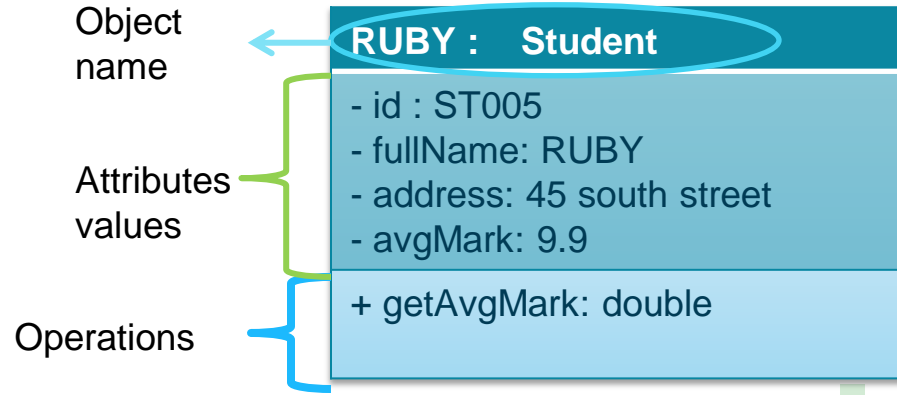 Object
name
RUBY :   Student
Attributes
values
- id : ST005
- fullName: RUBY
- address: 45 south street
- avgMark: 9.9
Operations
+ getAvgMark: double